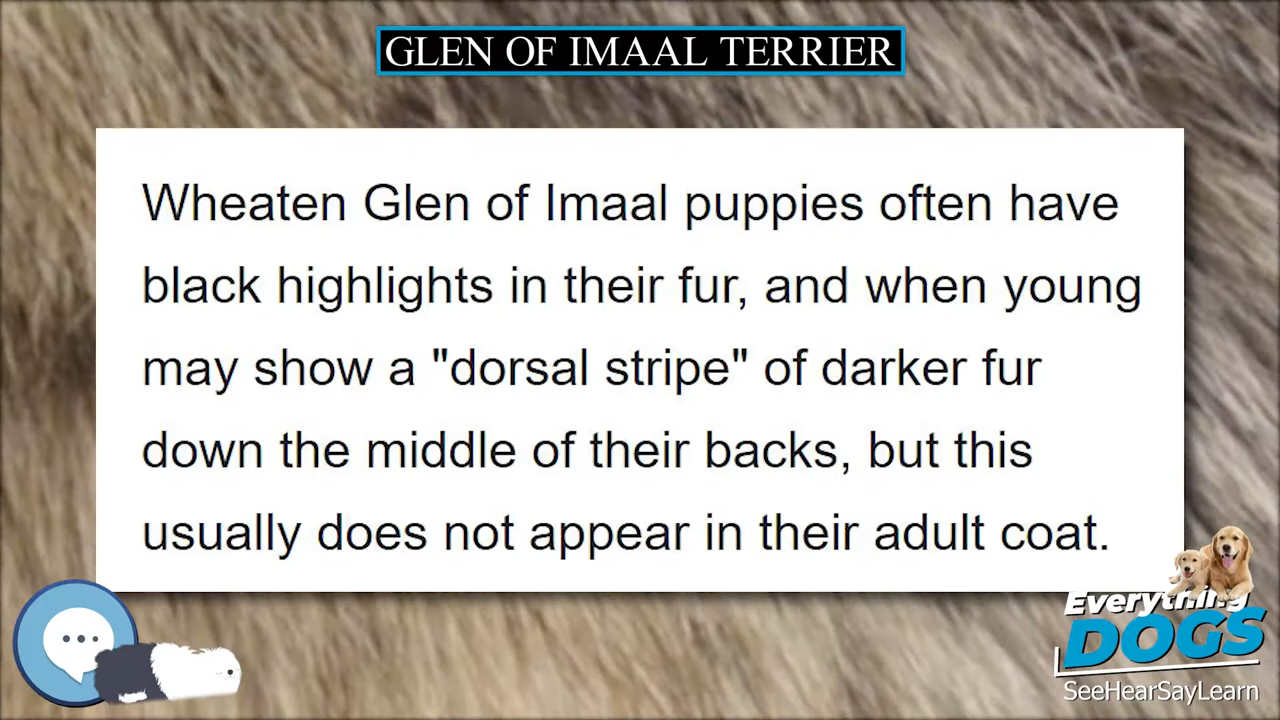 GLEN OF IMAAL TERRIER
Wheaten Glen of Imaal puppies often have
black highlights in their fur, and when young
may show a "dorsal stripe" of darker fur
down the middle of their backs, but this
usually does not appear in their adult coat.
Everything
DOGS
SeeHearSayLearn